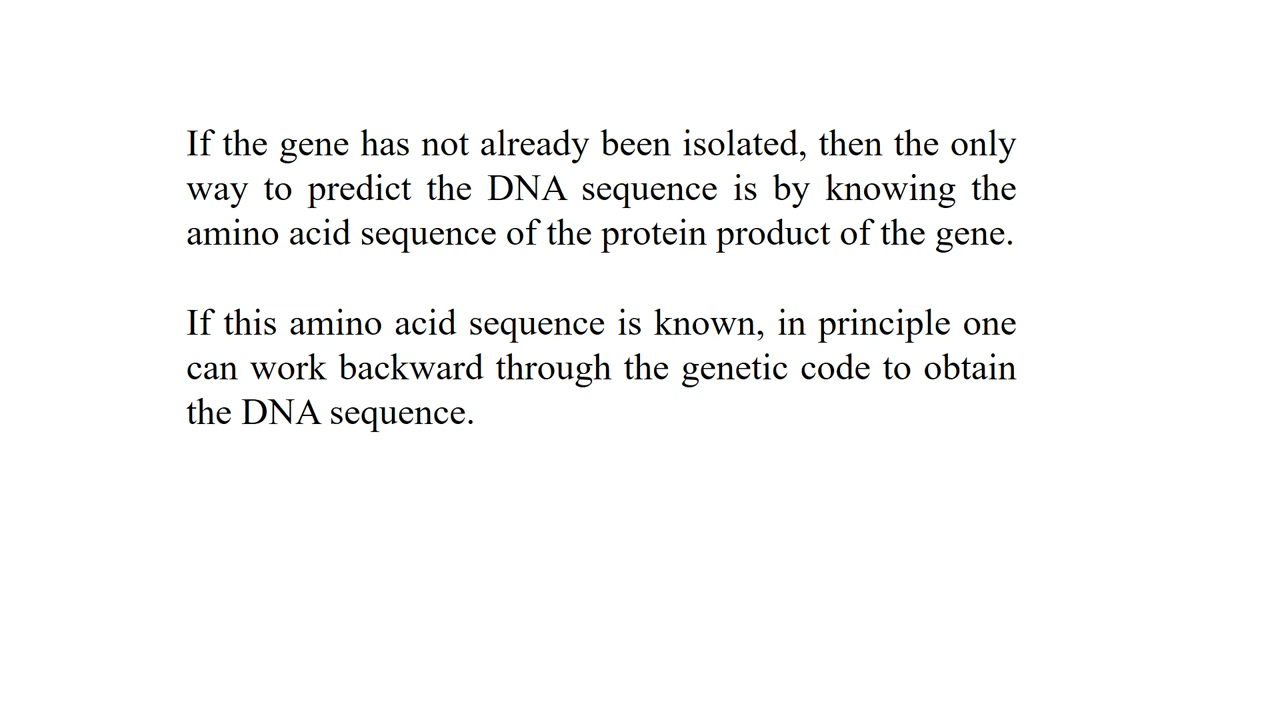 If the gene has not already been isolated, then the only
way to predict the DNA sequence is by knowing the
amino acid sequence of the protein product of the gene.
If this amino acid sequence is known, in principle one
can work backward through the genetic code to obtain
the DNA sequence.